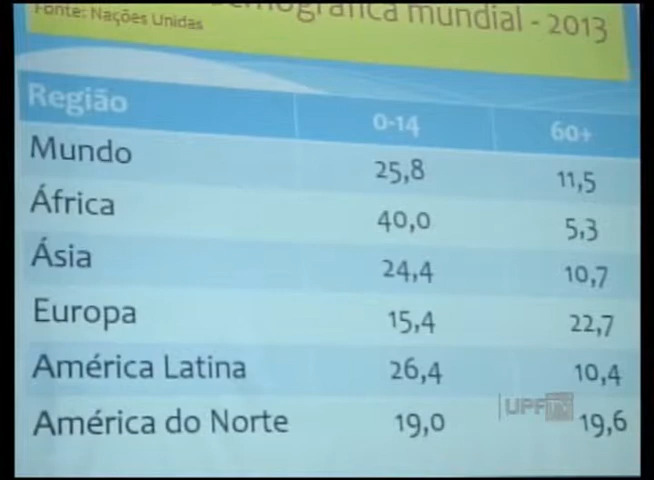 mundial - 2013
Fonte: Nações Unidas
Região 0-14 60+
Mundo 25,8 11,5
África 40,0 5,3
Ásia 24,4 10,7
Europa 15,4 22,7
América Latina 26,4 10,4
UPF
América do Norte 19,0 19,6